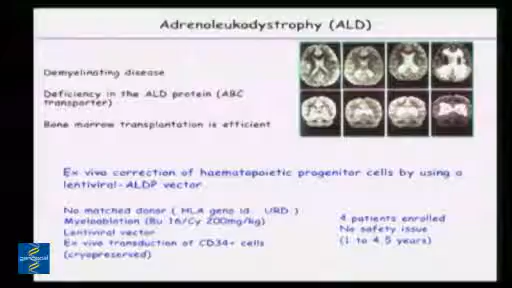 Adrenoleukodystrophy (ALD)
Demyelinating disease
Deficiency in the ALD protein (ABC
transporter)
Bone marrow transplantation is efficient
Ex vivo correction of haematopoietic progenitor cells by using a
lentiviral-ALDP vector
No matched donor ( HLA geno id. URD )
Myeloablation (Bu 16/Cy 200mg/kg)
Lentiviral vector
Ex vivo transduction of CD34+ cells
(cryopreserved)
4 patients enrolled
No safety issue
(1 to 4.5 years)